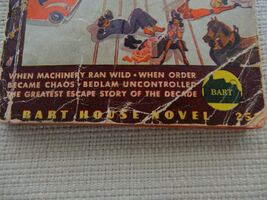 WHEN MACHINERY RAN WILD • WHEN ORDER
BECAME CHAOS • BEDLAM UNCONTROLLED
THE GREATEST ESCAPE STORY OF THE DECADE
BART
BART HOUSE NOVEL 25